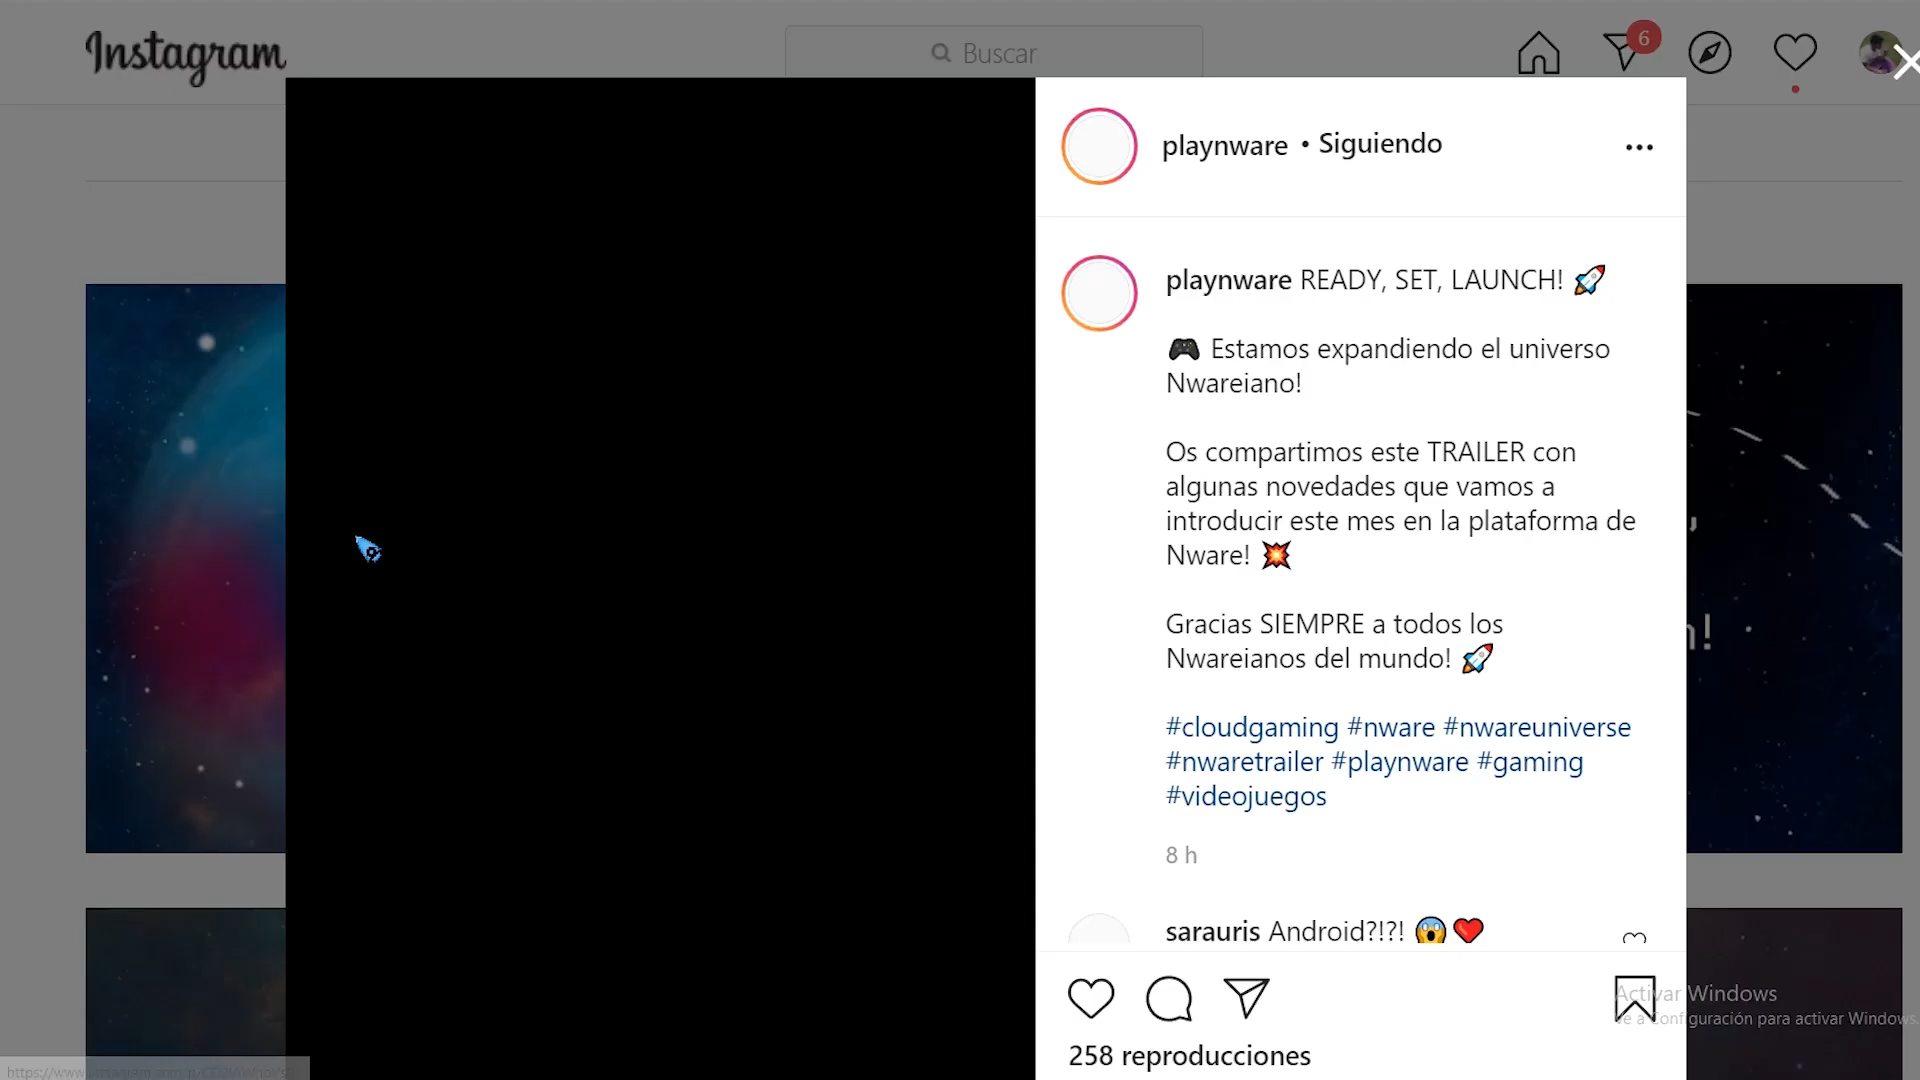 Instagram
Buscar
6
playnware • Siguiendo
playnware READY, SET, LAUNCH! 🚀
🎮 Estamos expandiendo el universo
Nwareiano!
Os compartimos este TRAILER con
algunas novedades que vamos a
introducir este mes en la plataforma de
Nware! 💥
Gracias SIEMPRE a todos los
Nwareianos del mundo! 🚀
#cloudgaming #nware #nwareuniverse
#nwaretrailer #playnware #gaming
#videojuegos
8 h
sarauris Android?!?! 😱❤️
258 reproducciones
Activar Windows
Ve a Configuración para activar Windows.